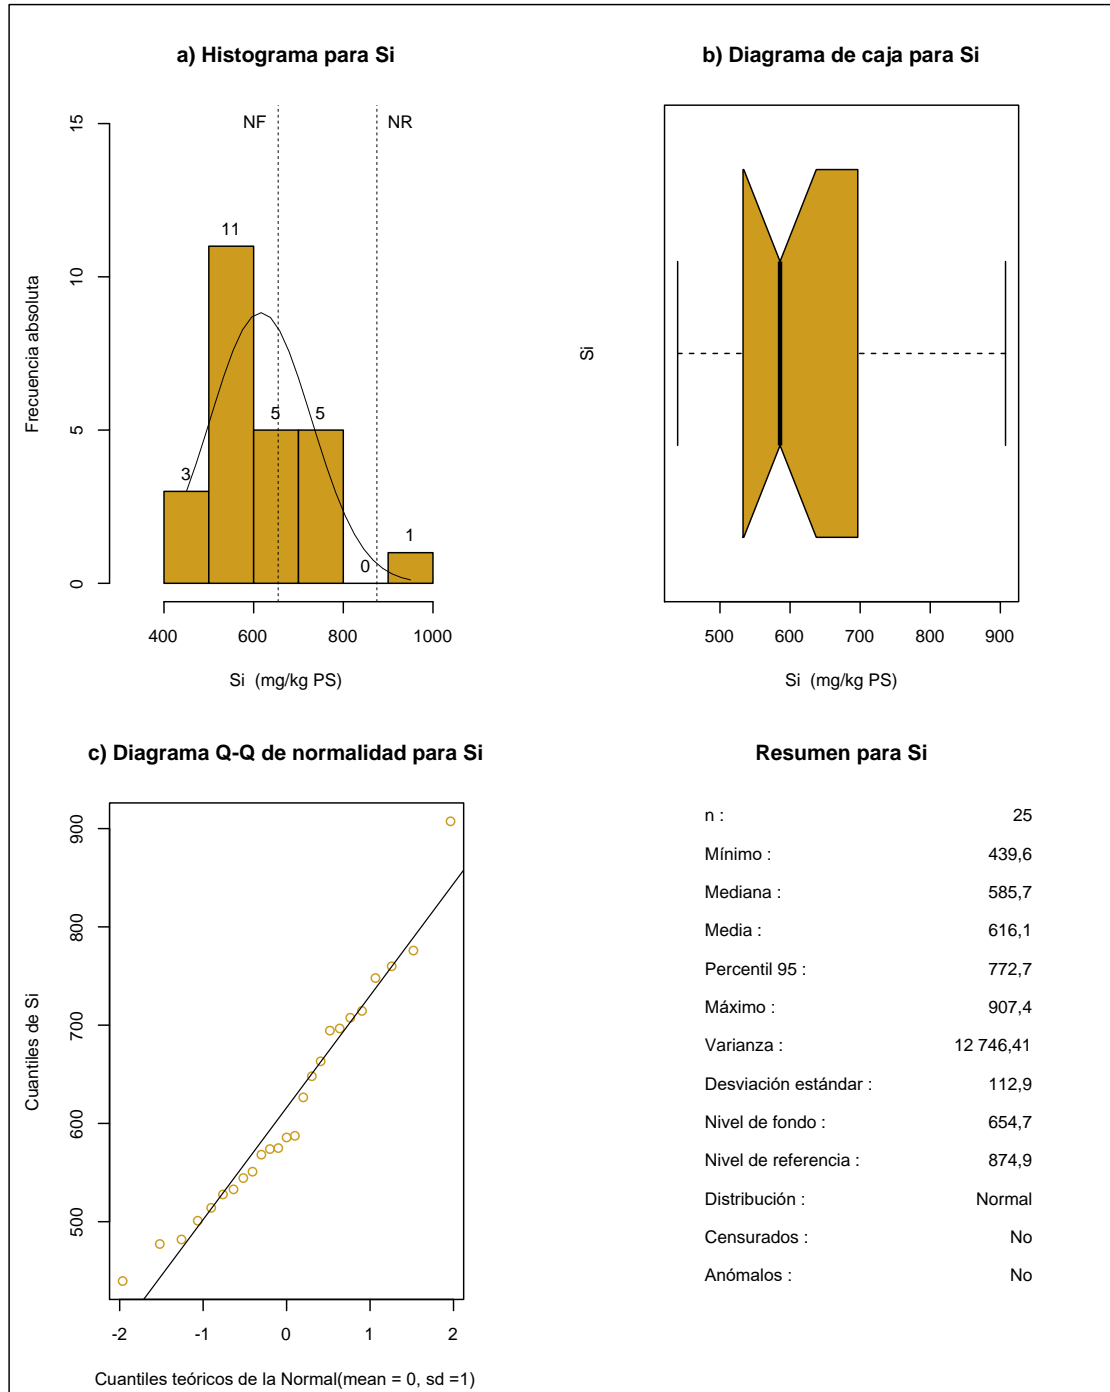 a) Histograma para Si
NF
NR
Frecuencia absoluta
15
10
5
0
3
11
5
5
0
1
400
600
800
1000
Si (mg/kg PS)
b) Diagrama de caja para Si
Si
500
600
700
800
900
Si (mg/kg PS)
c) Diagrama Q-Q de normalidad para Si
Cuantiles de Si
900
800
700
600
500
-2
-1
0
1
2
Cuantiles teóricos de la Normal(mean = 0, sd =1)
Resumen para Si
n : 25
Mínimo : 439,6
Mediana : 585,7
Media : 616,1
Percentil 95 : 772,7
Máximo : 907,4
Varianza : 12 746,41
Desviación estándar : 112,9
Nivel de fondo : 654,7
Nivel de referencia : 874,9
Distribución : Normal
Censurados : No
Anómalos : No